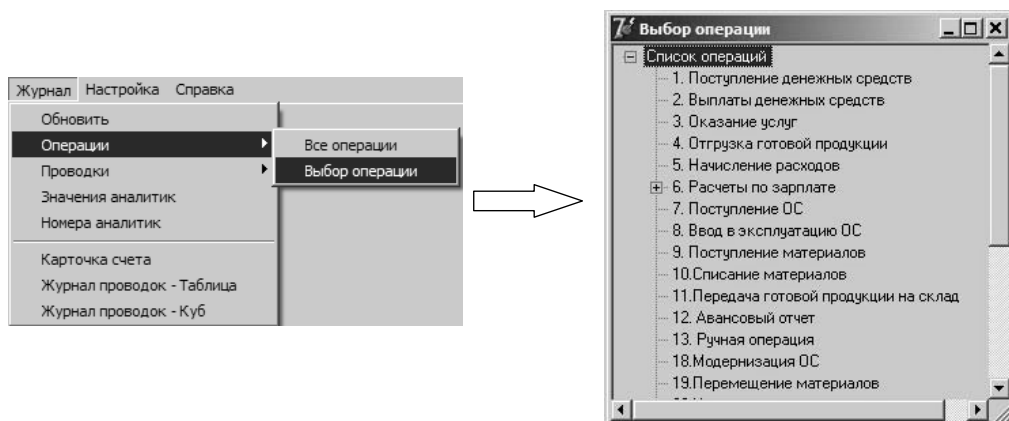 Журнал Настройка Справка
Обновить
Операции
Проводки
Значения аналитик
Номера аналитик
Карточка счета
Журнал проводок - Таблица
Журнал проводок - Куб
Все операции
Выбор операции
Выбор операции
Список операций
1. Поступление денежных средств
2. Выплаты денежных средств
3. Оказание услуг
4. Отгрузка готовой продукции
5. Начисление расходов
6. Расчеты по зарплате
7. Поступление ОС
8. Ввод в эксплуатацию ОС
9. Поступление материалов
10.Списание материалов
11.Передача готовой продукции на склад
12. Авансовый отчет
13. Ручная операция
18.Модернизация ОС
19.Перемещение материалов